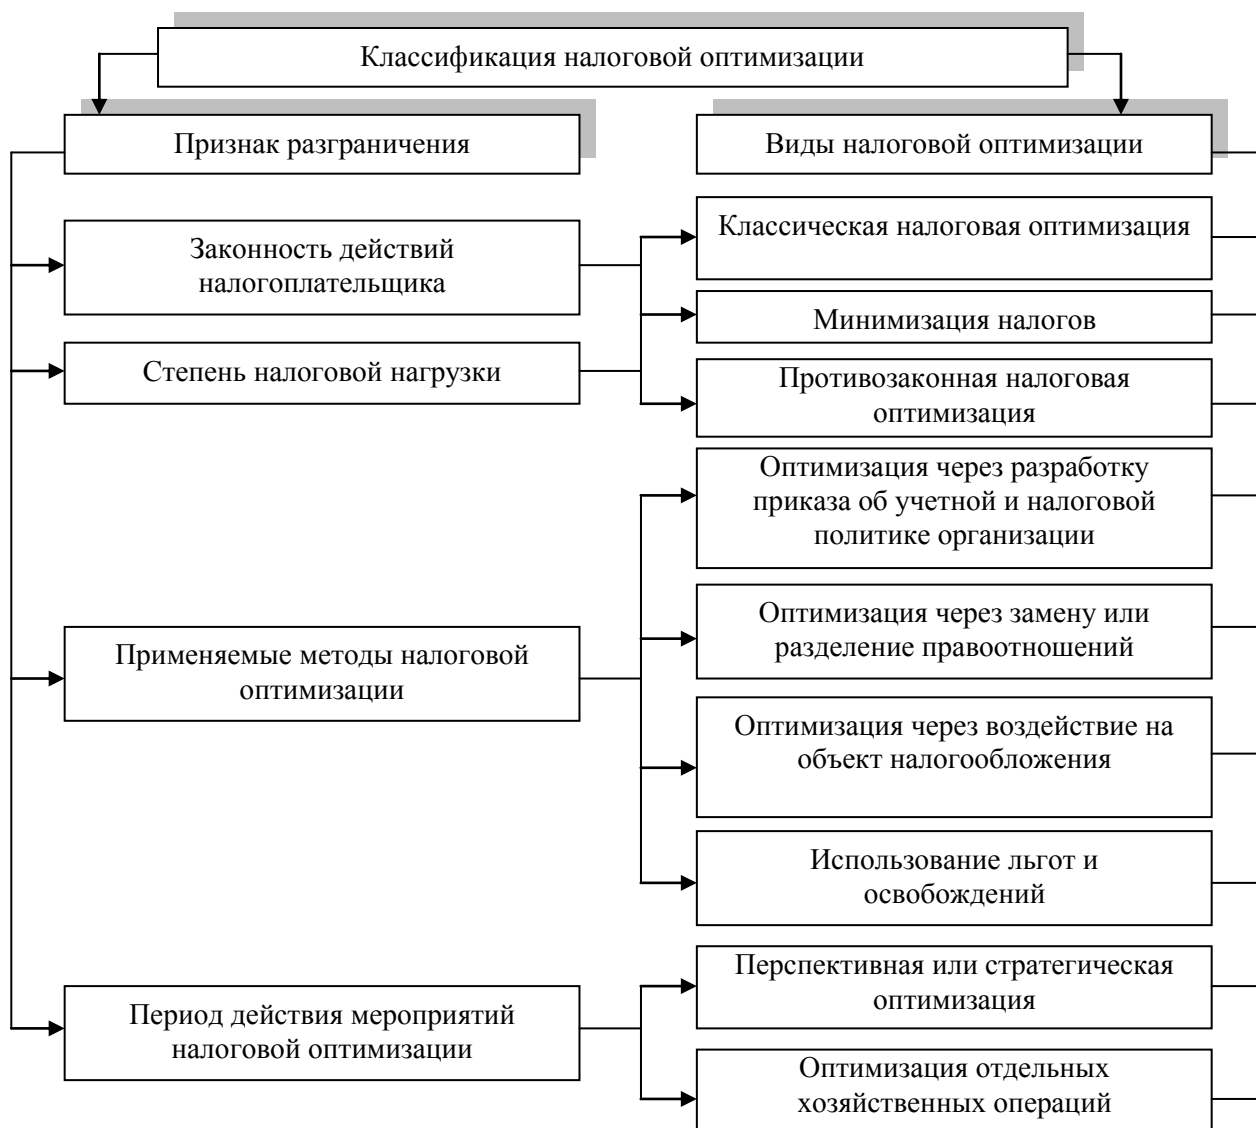 Классификация налоговой оптимизации
Признак разграничения
Виды налоговой оптимизации
Законность действий
налогоплательщика
Степень налоговой нагрузки
Классическая налоговая оптимизация
Минимизация налогов
Противозаконная налоговая
оптимизация
Применяемые методы налоговой
оптимизации
Оптимизация через разработку
приказа об учетной и налоговой
политике организации
Оптимизация через замену или
разделение правоотношений
Оптимизация через воздействие на
объект налогообложения
Использование льгот и
освобождений
Период действия мероприятий
налоговой оптимизации
Перспективная или стратегическая
оптимизация
Оптимизация отдельных
хозяйственных операций